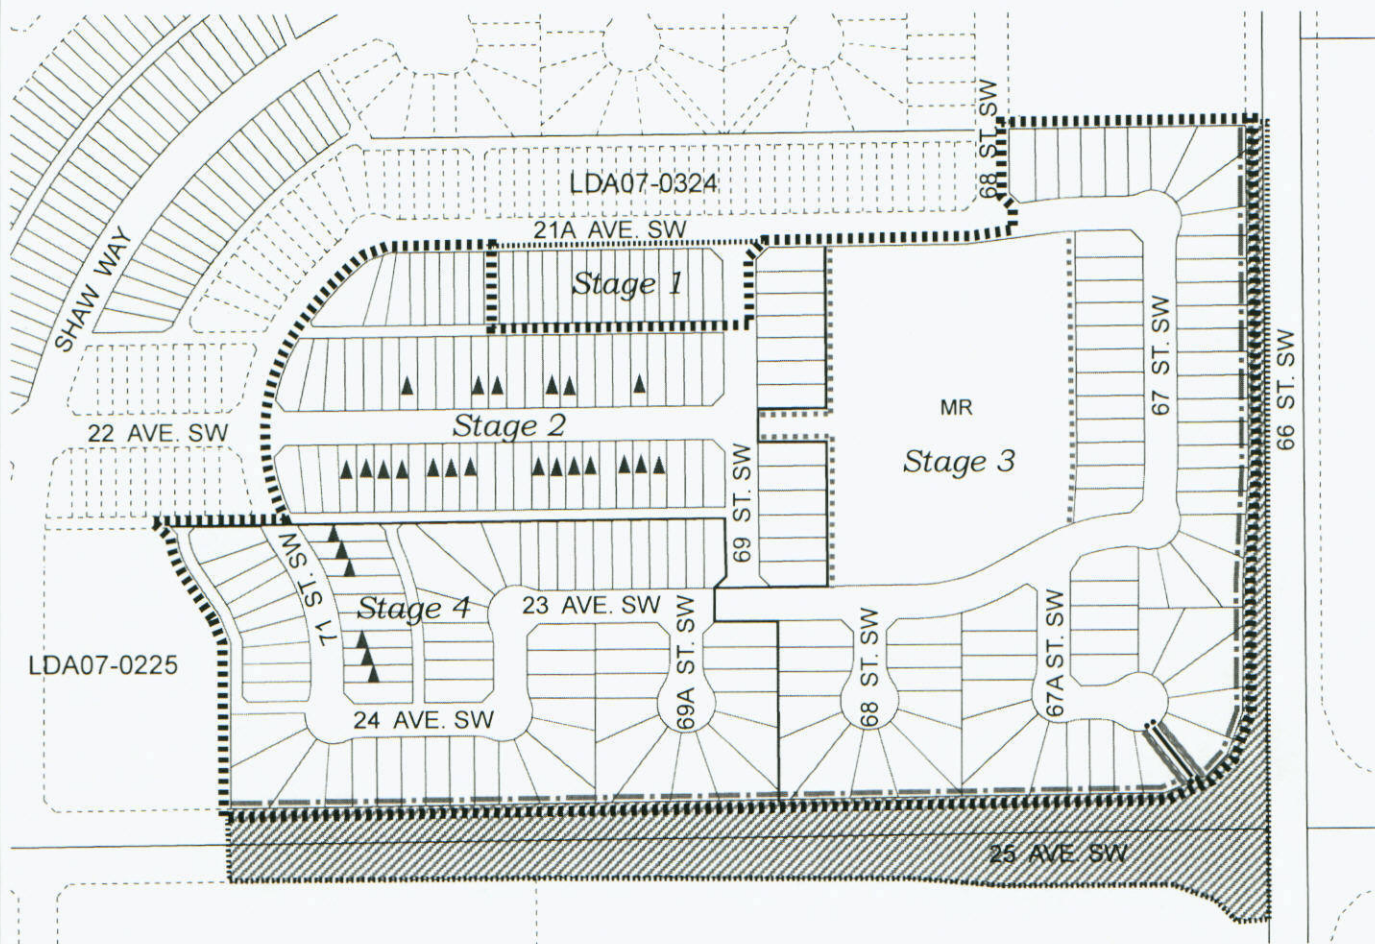 68 ST. SW
LDA07-0324
21A AVE. SW
SHAW WAY
Stage 1
67 ST. SW
66 ST. SW
MR
22 AVE. SW
Stage 2
Stage 3
69 ST. SW
71 ST. SW
Stage 4
23 AVE. SW
69A ST. SW
68 ST. SW
67A ST. SW
LDA07-0225
24 AVE. SW
25 AVE. SW